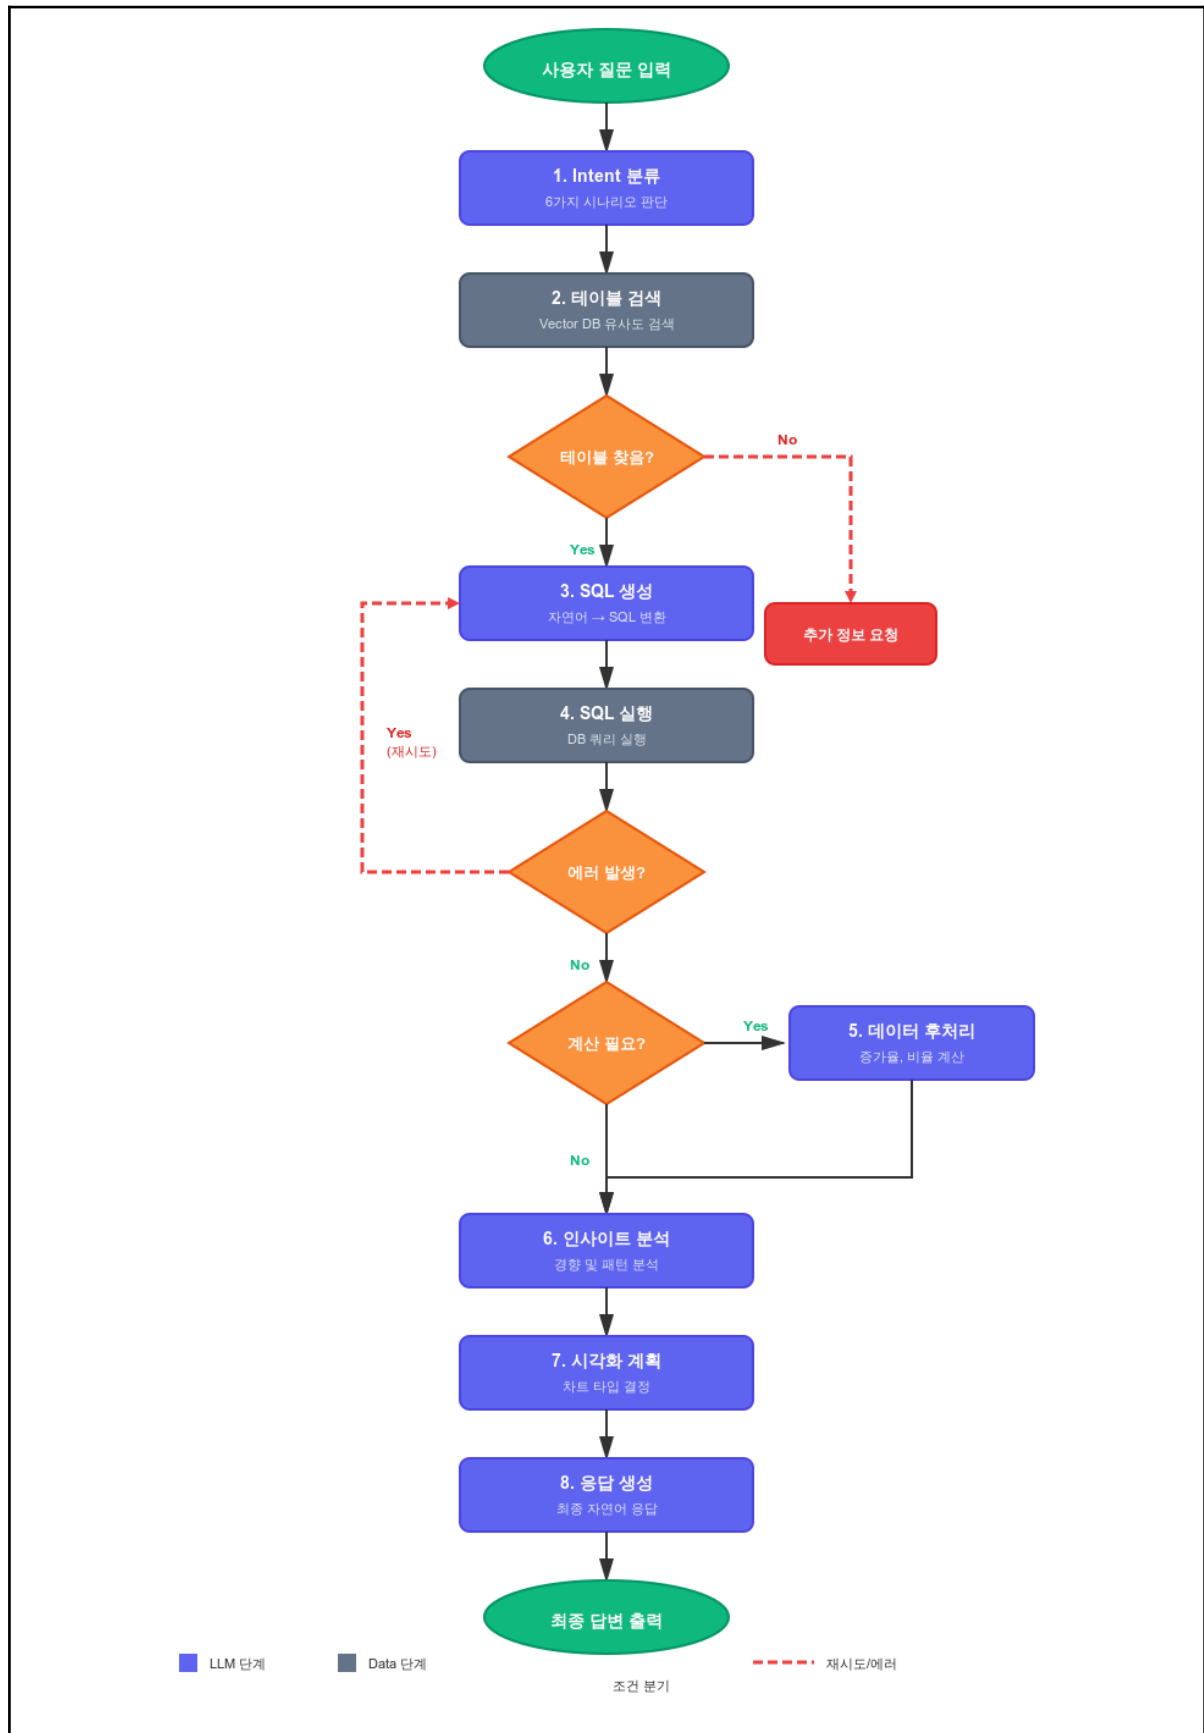 사용자 질문 입력
1. Intent 분류
6가지 시나리오 판단
2. 테이블 검색
Vector DB 유사도 검색
테이블 찾음?
No
Yes
3. SQL 생성
자연어 → SQL 변환
추가 정보 요청
4. SQL 실행
DB 쿼리 실행
Yes
(재시도)
에러 발생?
No
계산 필요?
Yes
5. 데이터 후처리
증가율, 비율 계산
No
6. 인사이트 분석
경향 및 패턴 분석
7. 시각화 계획
차트 타입 결정
8. 응답 생성
최종 자연어 응답
최종 답변 출력
LLM 단계
Data 단계
재시도/에러
조건 분기